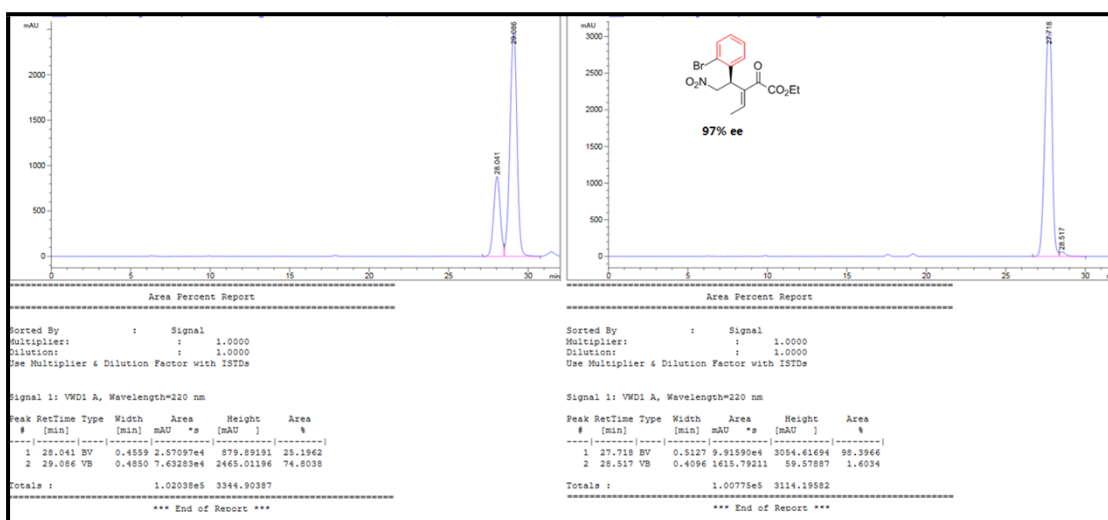 mAU
2000
1500
1000
500
0
28.041
29.086
0 5 10 15 20 25 30 min
==================================================
Area Percent Report
==================================================
Sorted By : Signal
Multiplier: : 1.0000
Dilution: : 1.0000
Use Multiplier & Dilution Factor with ISTDs
Signal 1: VWD1 A, Wavelength=220 nm
Peak RetTime Type Width Area Height Area
# [min] [min] mAU *s [mAU ] %
----|-------|----|-------|----------|----------|--------|
1 28.041 BV 0.4559 2.57097e4 879.89191 25.1962
2 29.086 VB 0.4850 7.63283e4 2465.01196 74.8038
Totals : 1.02038e5 3344.90387
==================================================
*** End of Report ***
mAU
3000
2500
2000
1500
1000
500
0
27.718
28.517
Br
O
O2N
CO2Et
97% ee
0 5 10 15 20 25 30
==================================================
Area Percent Report
==================================================
Sorted By : Signal
Multiplier: : 1.0000
Dilution: : 1.0000
Use Multiplier & Dilution Factor with ISTDs
Signal 1: VWD1 A, Wavelength=220 nm
Peak RetTime Type Width Area Height Area
# [min] [min] mAU *s [mAU ] %
----|-------|----|-------|----------|----------|--------|
1 27.718 BV 0.5127 9.91590e4 3054.61694 98.3966
2 28.517 VB 0.4096 1615.79211 59.57887 1.6034
Totals : 1.00775e5 3114.19582
==================================================
*** End of Report ***